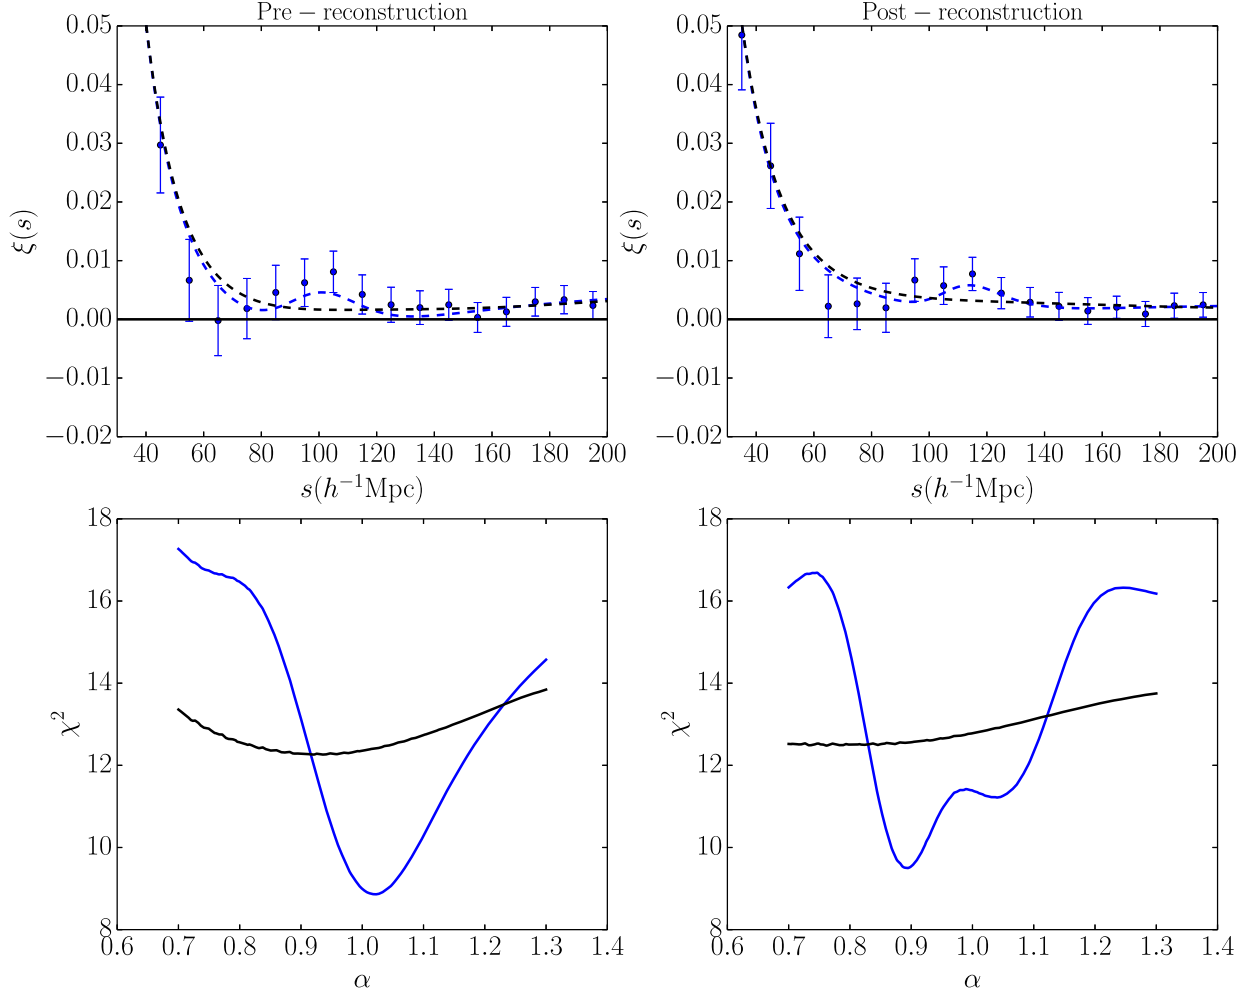 Pre − reconstruction
0.05
0.04
0.03
0.02
0.01
0.00
−0.01
−0.02
ξ(s)
40 60 80 100 120 140 160 180 200
s(h⁻¹Mpc)
Post − reconstruction
0.05
0.04
0.03
0.02
0.01
0.00
−0.01
−0.02
ξ(s)
40 60 80 100 120 140 160 180 200
s(h⁻¹Mpc)
18
16
14
12
10
8
χ²
0.6 0.7 0.8 0.9 1.0 1.1 1.2 1.3 1.4
α
18
16
14
12
10
8
χ²
0.6 0.7 0.8 0.9 1.0 1.1 1.2 1.3 1.4
α